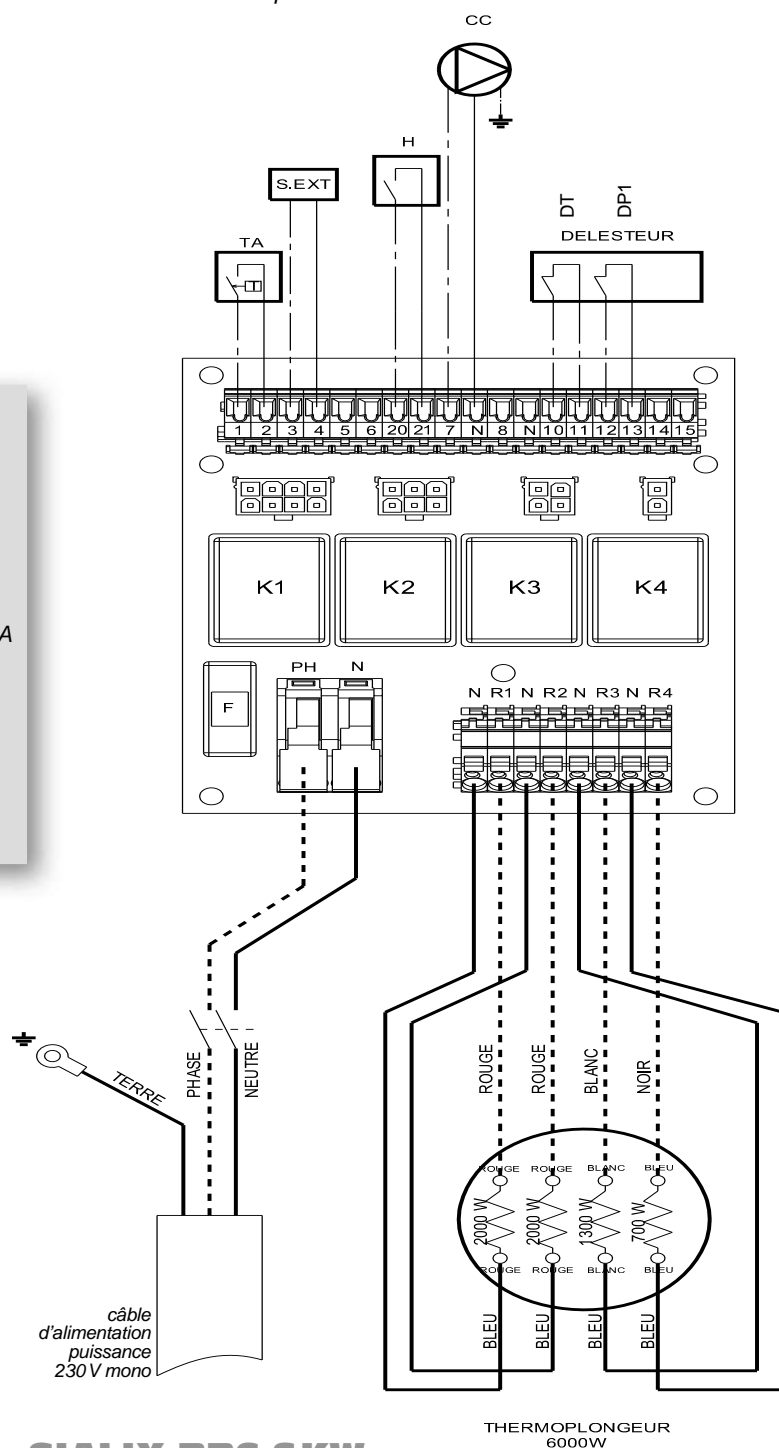 CC
H
S.EXT
TA
DT
DP1
DELESTEUR
T
1 2 3 4 5 6 20 21 7 N 8 N 10 11 12 13 14 15
K1 K2 K3 K4
A
PH N
F
N R1 N R2 N R3 N R4
PHASE
NEUTRE
TERRE
ROUGE
ROUGE
BLANC
NOIR
ROUGE ROUGE BLANC BLEU
2000 W
2000 W
1300 W
700 W
ROUGE ROUGE BLANC BLEU
BLEU
BLEU
BLEU
BLEU
câble
d'alimentation
puissance
230 V mono
THERMOPLONGEUR
6000W